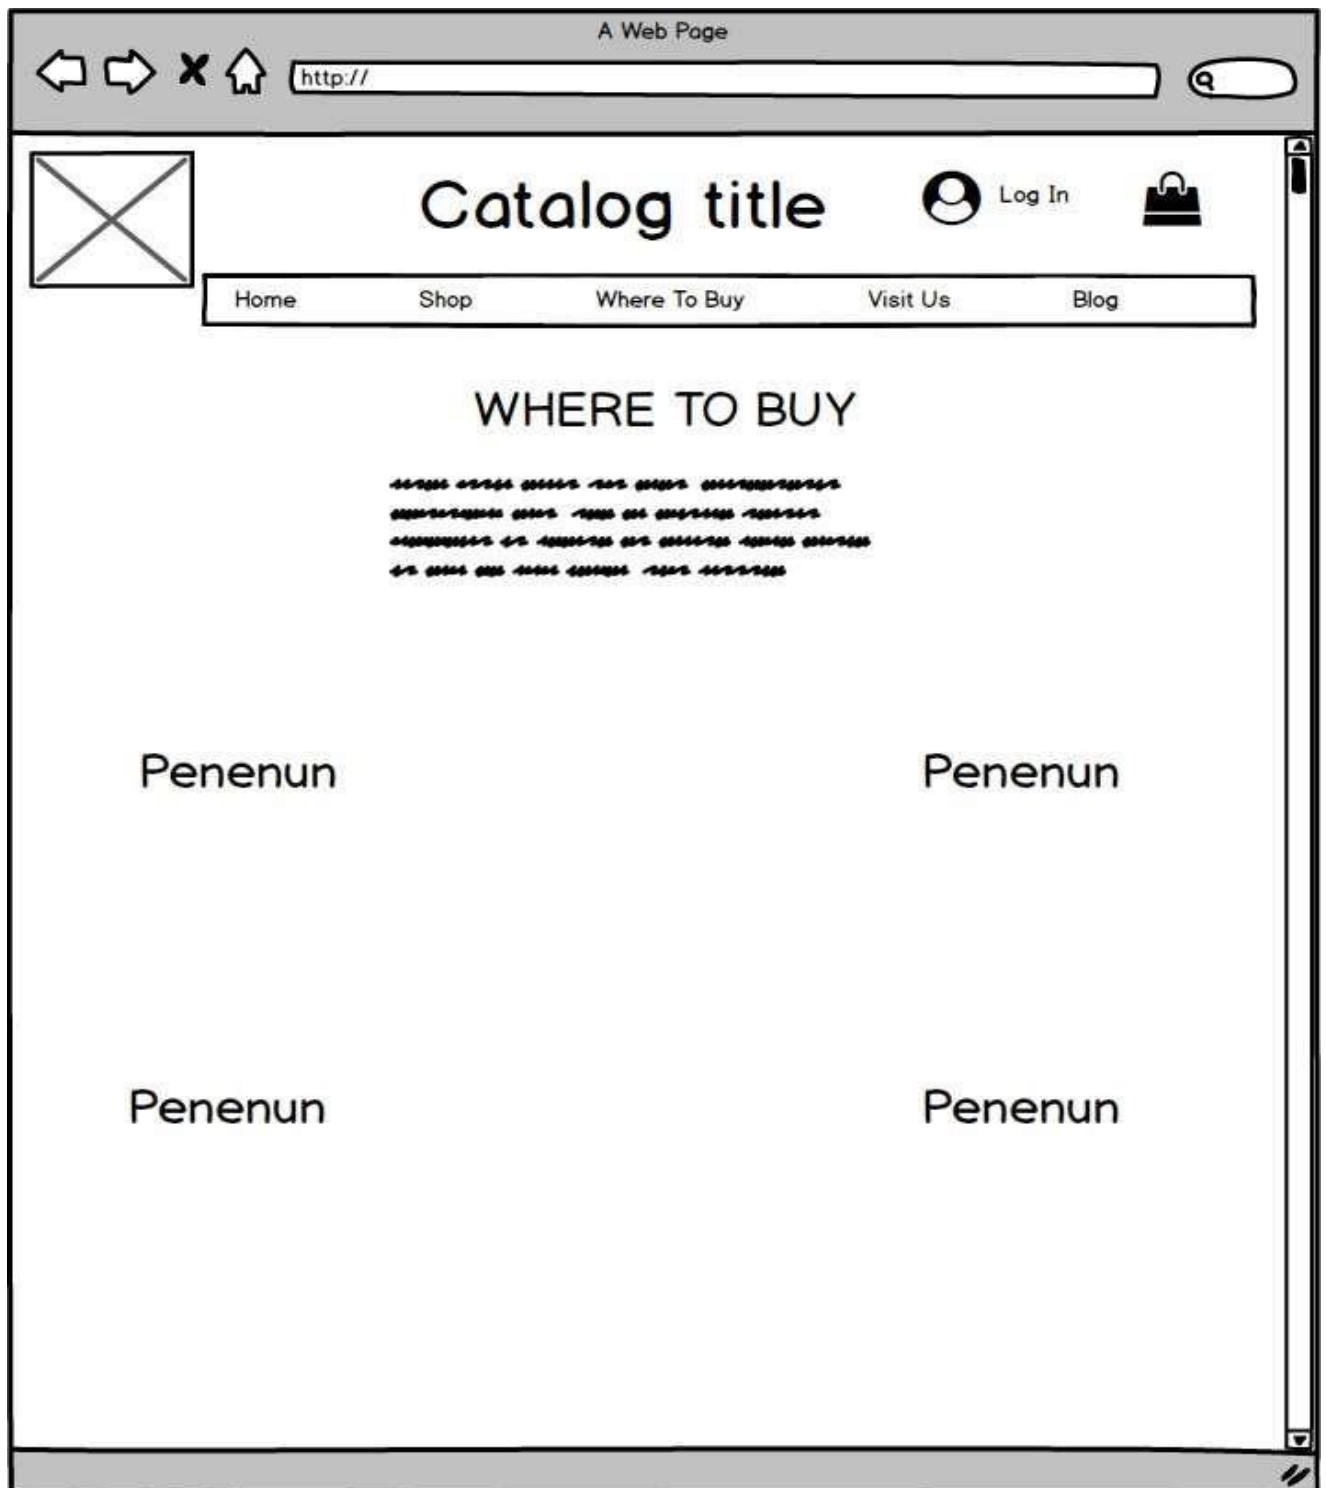 A Web Page
http://
Catalog title
Log In
Home Shop Where To Buy Visit Us Blog
WHERE TO BUY
Penenun Penenun
Penenun Penenun